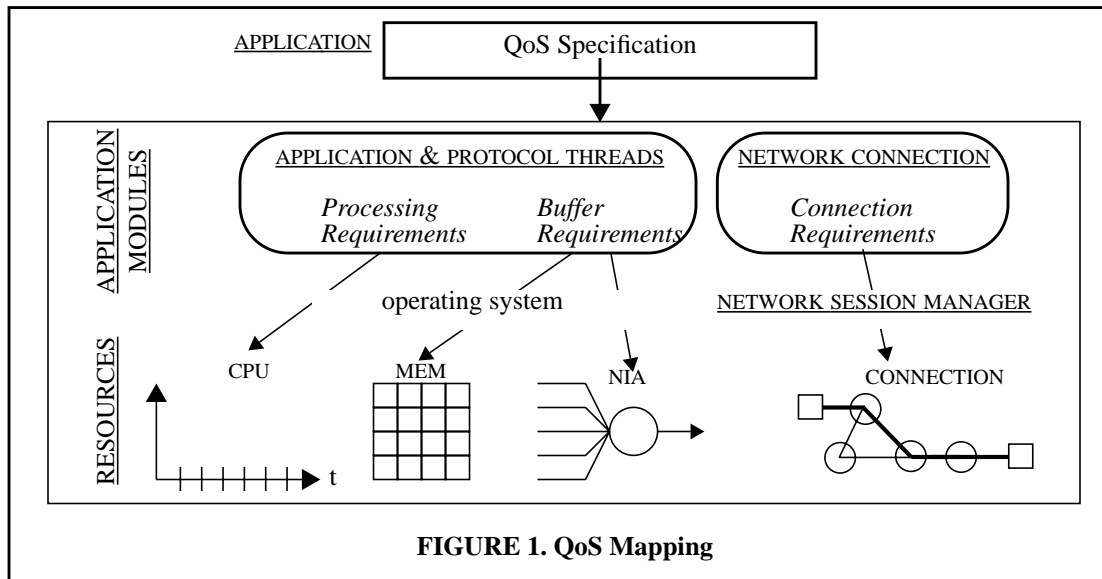 APPLICATION
QoS Specification
APPLICATION
MODULES
APPLICATION & PROTOCOL THREADS
Processing
Requirements
Buffer
Requirements
NETWORK CONNECTION
Connection
Requirements
operating system
NETWORK SESSION MANAGER
RESOURCES
CPU
t
MEM
NIA
CONNECTION
FIGURE 1. QoS Mapping